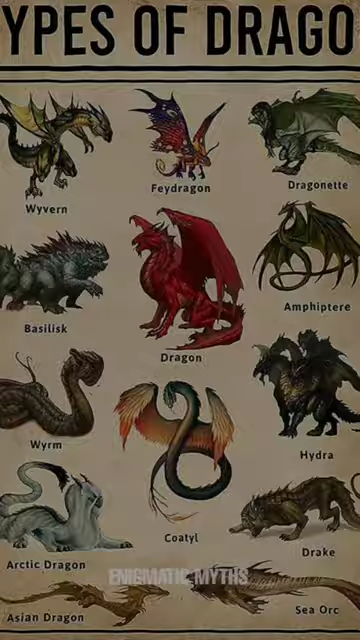 YPES OF DRAGO
Feydragon
Dragonette
Wyvern
Amphiptere
Basilisk
Dragon
Wyrm
Hydra
Coatyl
Drake
Arctic Dragon
ENIGMATIC MYTHS
Asian Dragon
Sea Orc